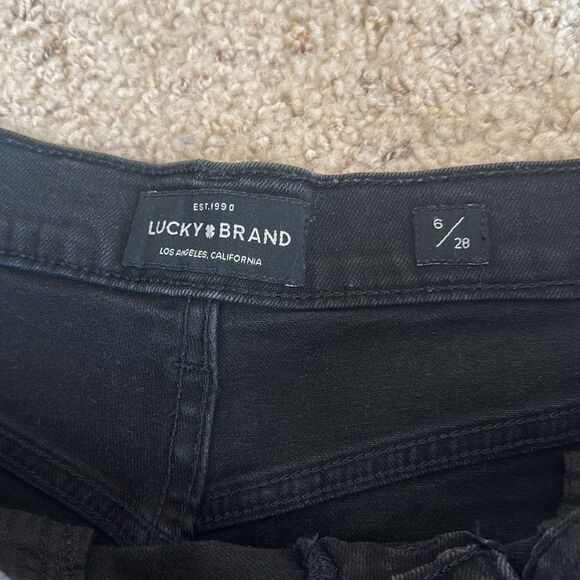 EST.1990
LUCKY BRAND
LOS ANGELES, CALIFORNIA
6/28